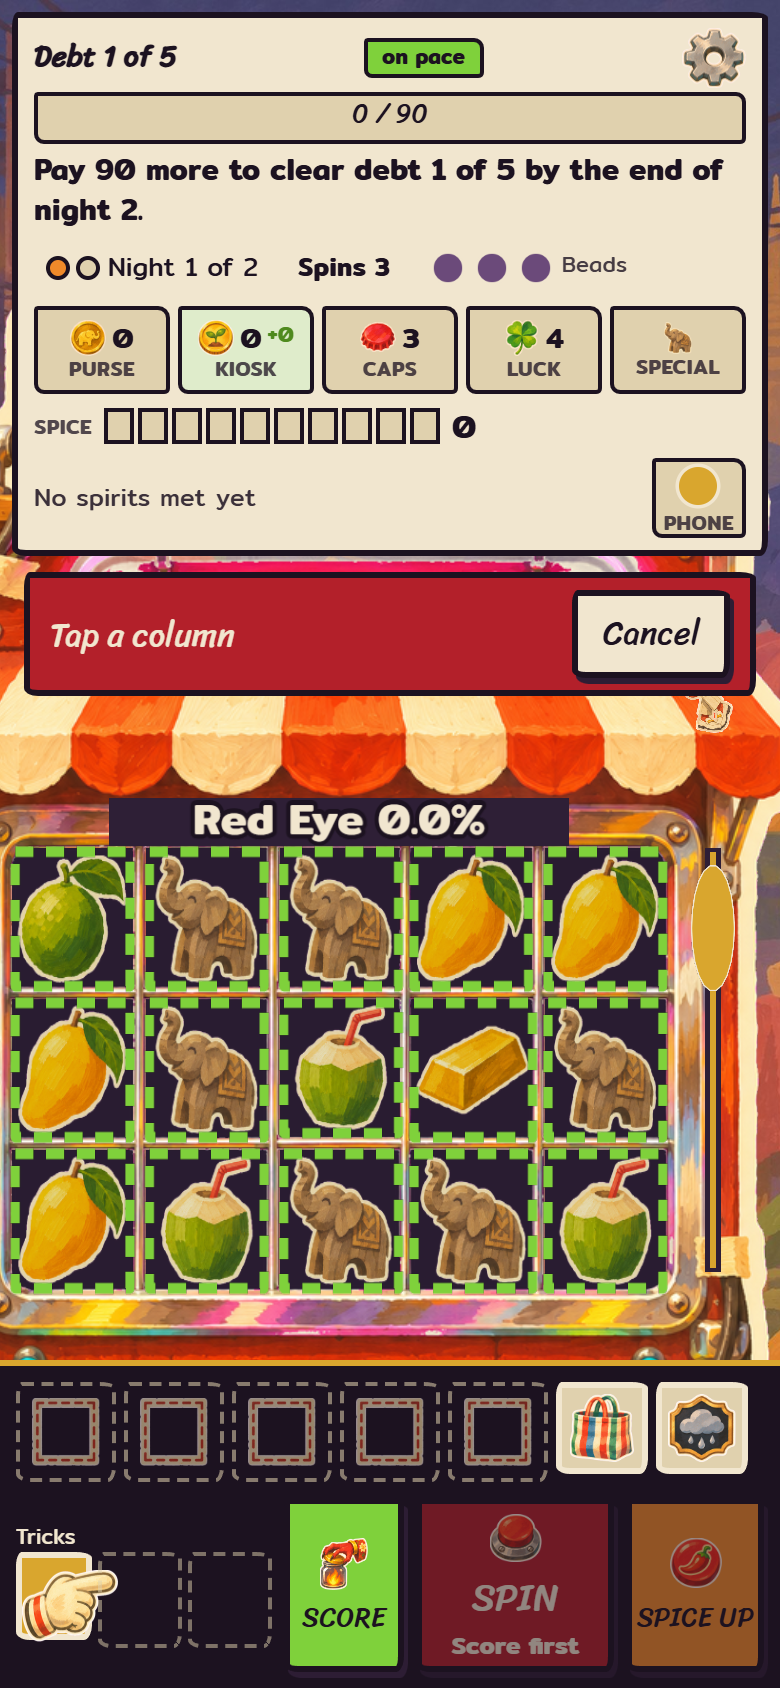 Debt 1 of 5
on pace
0 / 90
Pay 90 more to clear debt 1 of 5 by the end of
night 2.
Night 1 of 2
Spins 3
Beads
0
PURSE
0 +0
KIOSK
3
CAPS
4
LUCK
SPECIAL
SPICE
0
No spirits met yet
PHONE
Tap a column
Cancel
Red Eye 0.0%
Tricks
SCORE
SPIN
Score first
SPICE UP